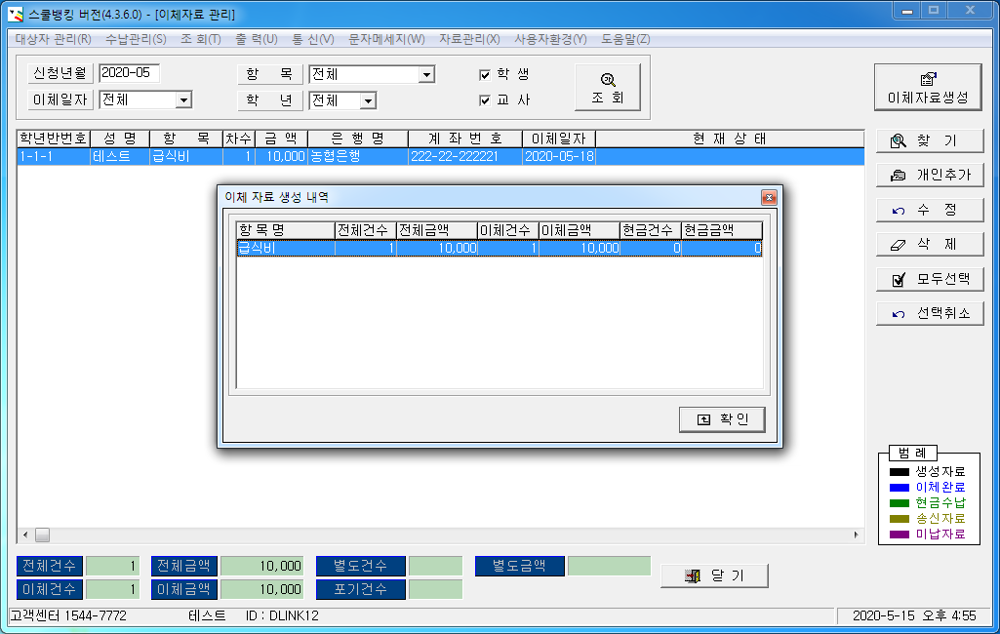 스쿨뱅킹 버전(4.3.6.0) - [이체자료 관리]
대상자 관리(R) 수납관리(S) 조 회(T) 출 력(U) 통 신(V) 문자메세지(W) 자료관리(X) 사용자환경(Y) 도움말(Z)
신청년월 2020-05 항 목 전체 학 생
이체일자 전체 학 년 전체 교 사
조 회
이체자료생성
학년반번호 성 명 항 목 차수 금 액 은 행 명 계 좌 번 호 이체일자 현 재 상 태
1-1-1 테스트 급식비 1 10,000 농협은행 222-22-222221 2020-05-18
찾 기
개인추가
수 정
삭 제
모두선택
선택취소
이체 자료 생성 내역
항 목 명 전체건수 전체금액 이체건수 이체금액 현금건수 현금금액
급식비 1 10,000 1 10,000 0 0
확 인
범 례
생성자료
이체완료
현금수납
송신자료
미납자료
전체건수 1 전체금액 10,000 별도건수 별도금액
이체건수 1 이체금액 10,000 포기건수
닫 기
고객센터 1544-7772 테스트 ID : DLINK12 2020-5-15 오후 4:55